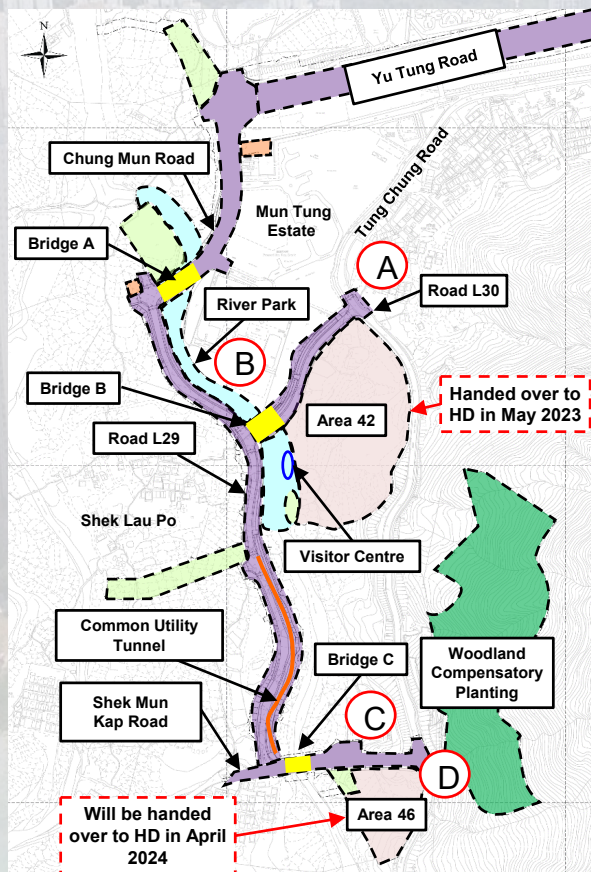 N
Yu Tung Road
Chung Mun Road
Tung Chung Road
Mun Tung
Estate
Bridge A
A
Road L30
River Park
B
Handed over to
HD in May 2023
Bridge B
Area 42
Road L29
Shek Lau Po
Visitor Centre
Common Utility
Tunnel
Bridge C
Woodland
Compensatory
Planting
Shek Mun
Kap Road
C
D
Will be handed
over to HD in April
2024
Area 46